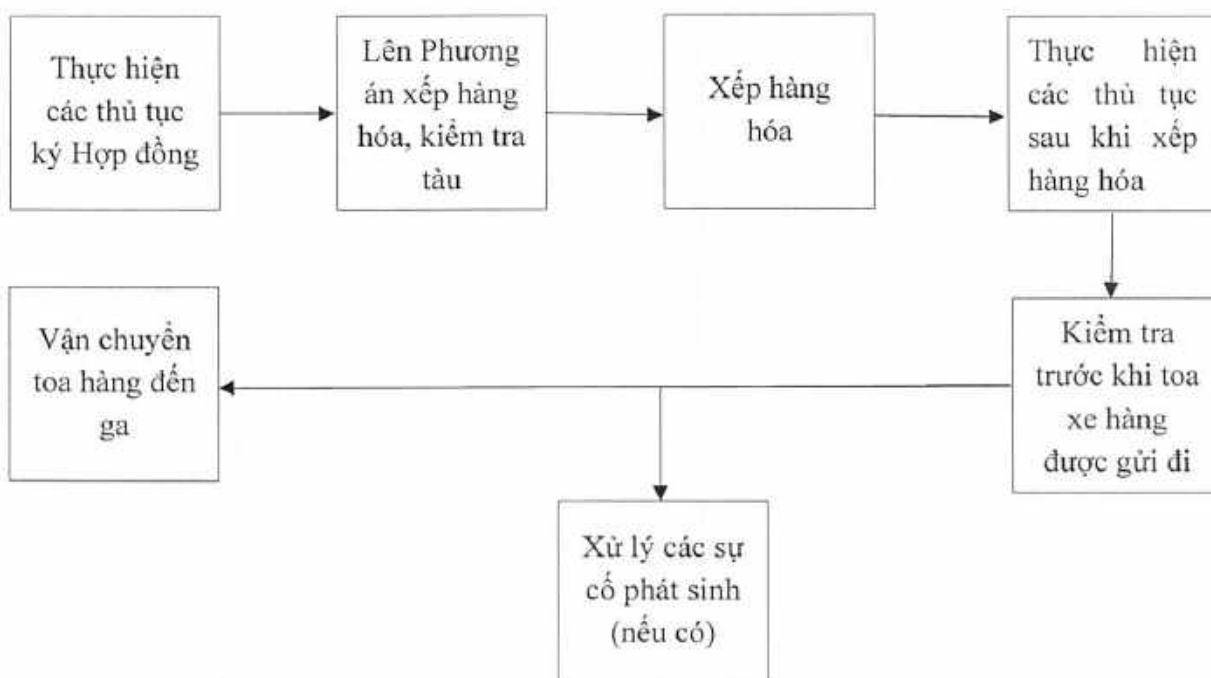 Thực hiện
các thủ tục
ký Hợp đồng
Lên Phương
án xếp hàng
hóa, kiểm tra
tàu
Xếp hàng
hóa
Thực hiện
các thủ tục
sau khi xếp
hàng hóa
Kiểm tra
trước khi toa
xe hàng
được gửi đi
Vận chuyển
toa hàng đến
ga
Xử lý các sự
cố phát sinh
(nếu có)